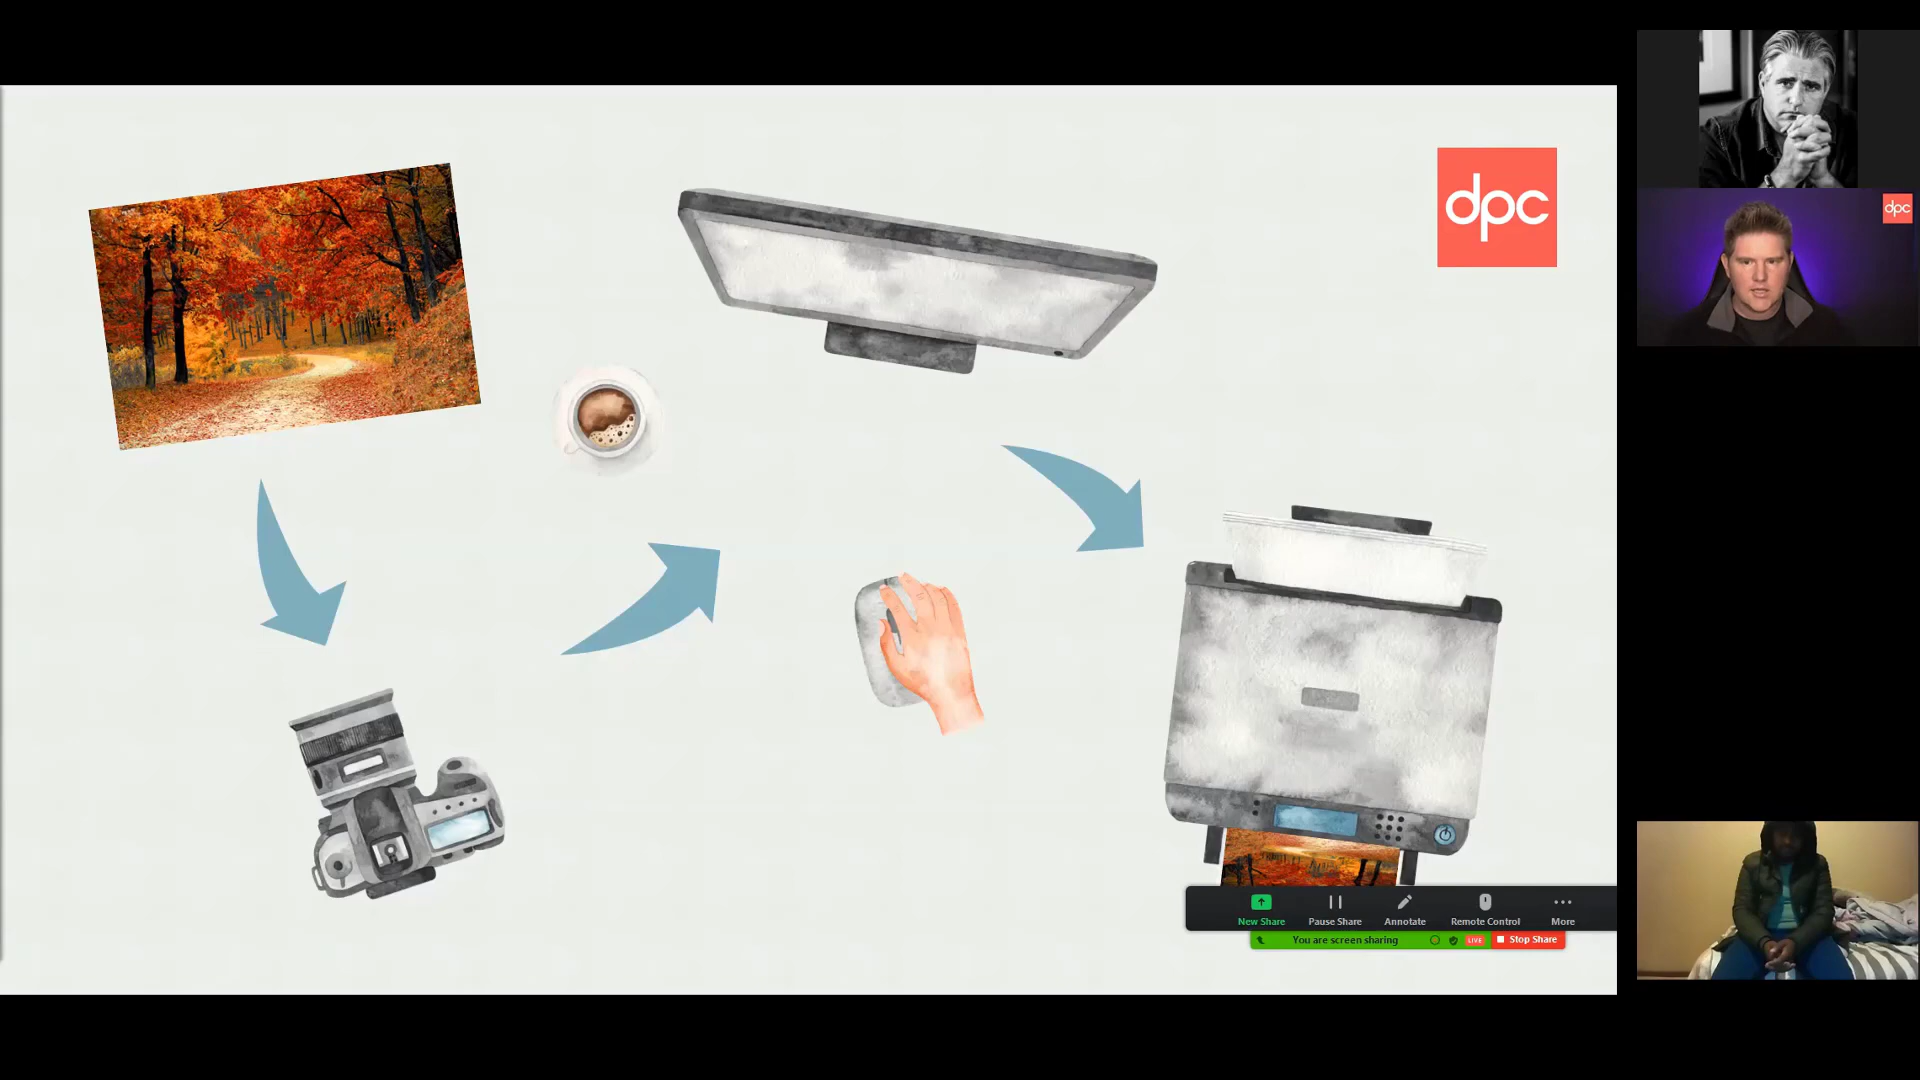 dpc
dpc
New Share
Pause Share
Annotate
Remote Control
More
You are screen sharing
LIVE
Stop Share